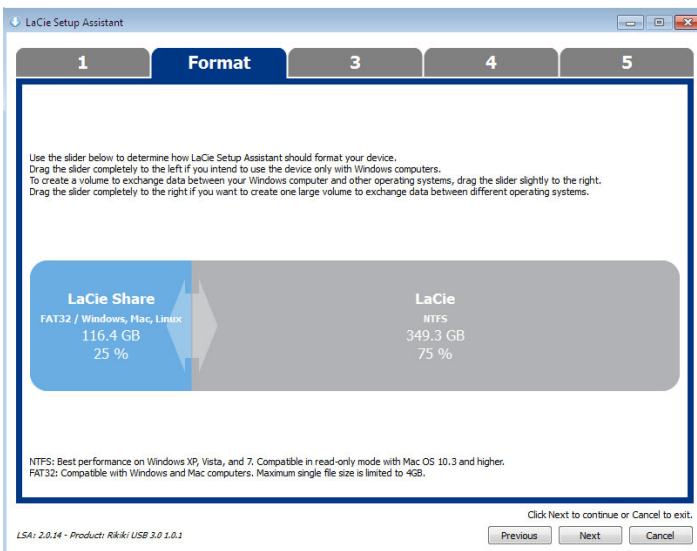 LaCie Setup Assistant
1
Format
3
4
5
Use the slider below to determine how LaCie Setup Assistant should format your device.
Drag the slider completely to the left if you intend to use the device only with Windows computers.
To create a volume to exchange data between your Windows computer and other operating systems, drag the slider slightly to the right.
Drag the slider completely to the right if you want to create one large volume to exchange data between different operating systems.
LaCie Share
FAT32 / Windows, Mac, Linux
116.4 GB
25 %
LaCie
NTFS
349.3 GB
75 %
NTFS: Best performance on Windows XP, Vista, and 7. Compatible in read-only mode with Mac OS 10.3 and higher.
FAT32: Compatible with Windows and Mac computers. Maximum single file size is limited to 4GB.
Click Next to continue or Cancel to exit.
LSA: 2.0.14 - Product: Rikiki USB 3.0 1.0.1
Previous
Next
Cancel